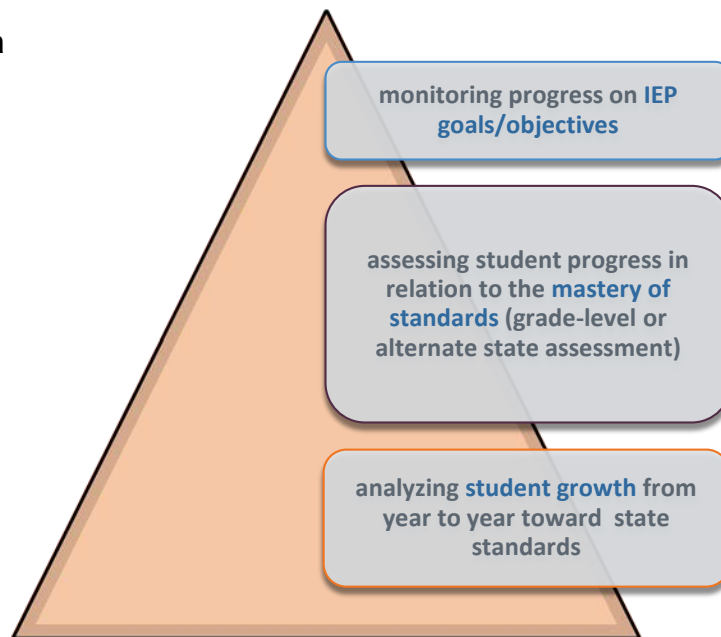 monitoring progress on IEP
goals/objectives
assessing student progress in
relation to the mastery of
standards (grade-level or
alternate state assessment)
analyzing student growth from
year to year toward state
standards